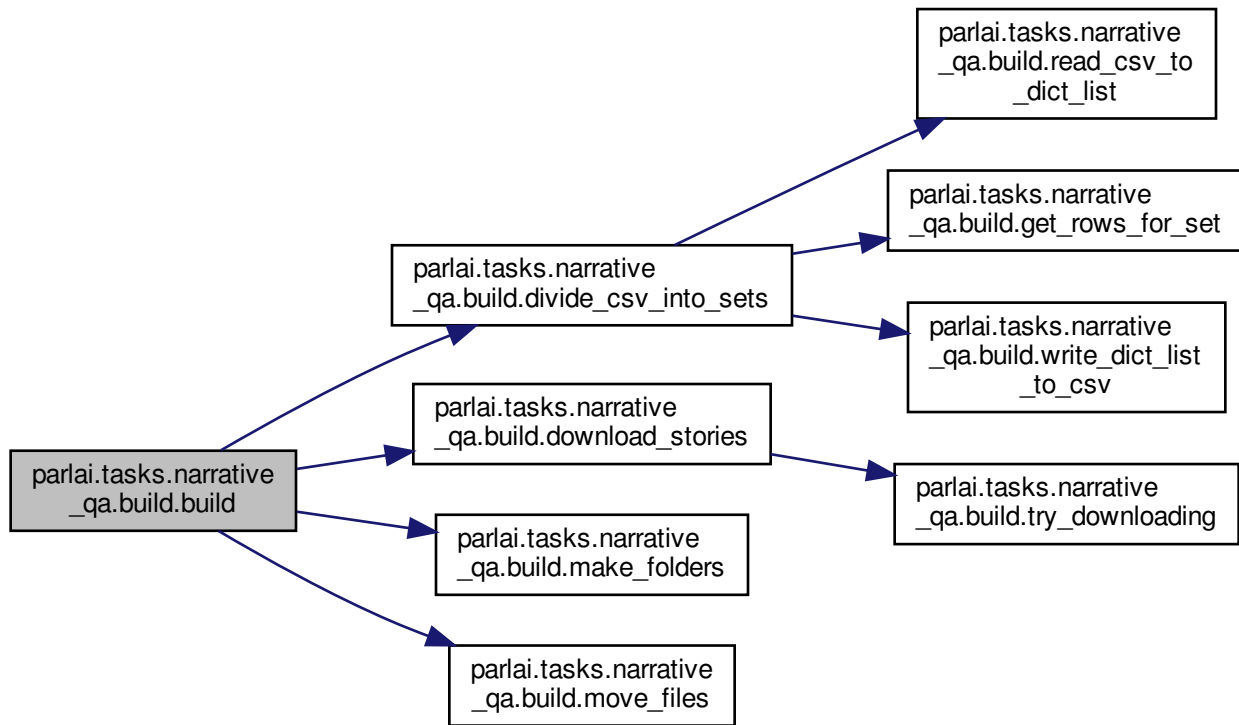 parlai.tasks.narrative
_qa.build.build
parlai.tasks.narrative
_qa.build.divide_csv_into_sets
parlai.tasks.narrative
_qa.build.read_csv_to
_dict_list
parlai.tasks.narrative
_qa.build.get_rows_for_set
parlai.tasks.narrative
_qa.build.write_dict_list
_to_csv
parlai.tasks.narrative
_qa.build.download_stories
parlai.tasks.narrative
_qa.build.try_downloading
parlai.tasks.narrative
_qa.build.make_folders
parlai.tasks.narrative
_qa.build.move_files